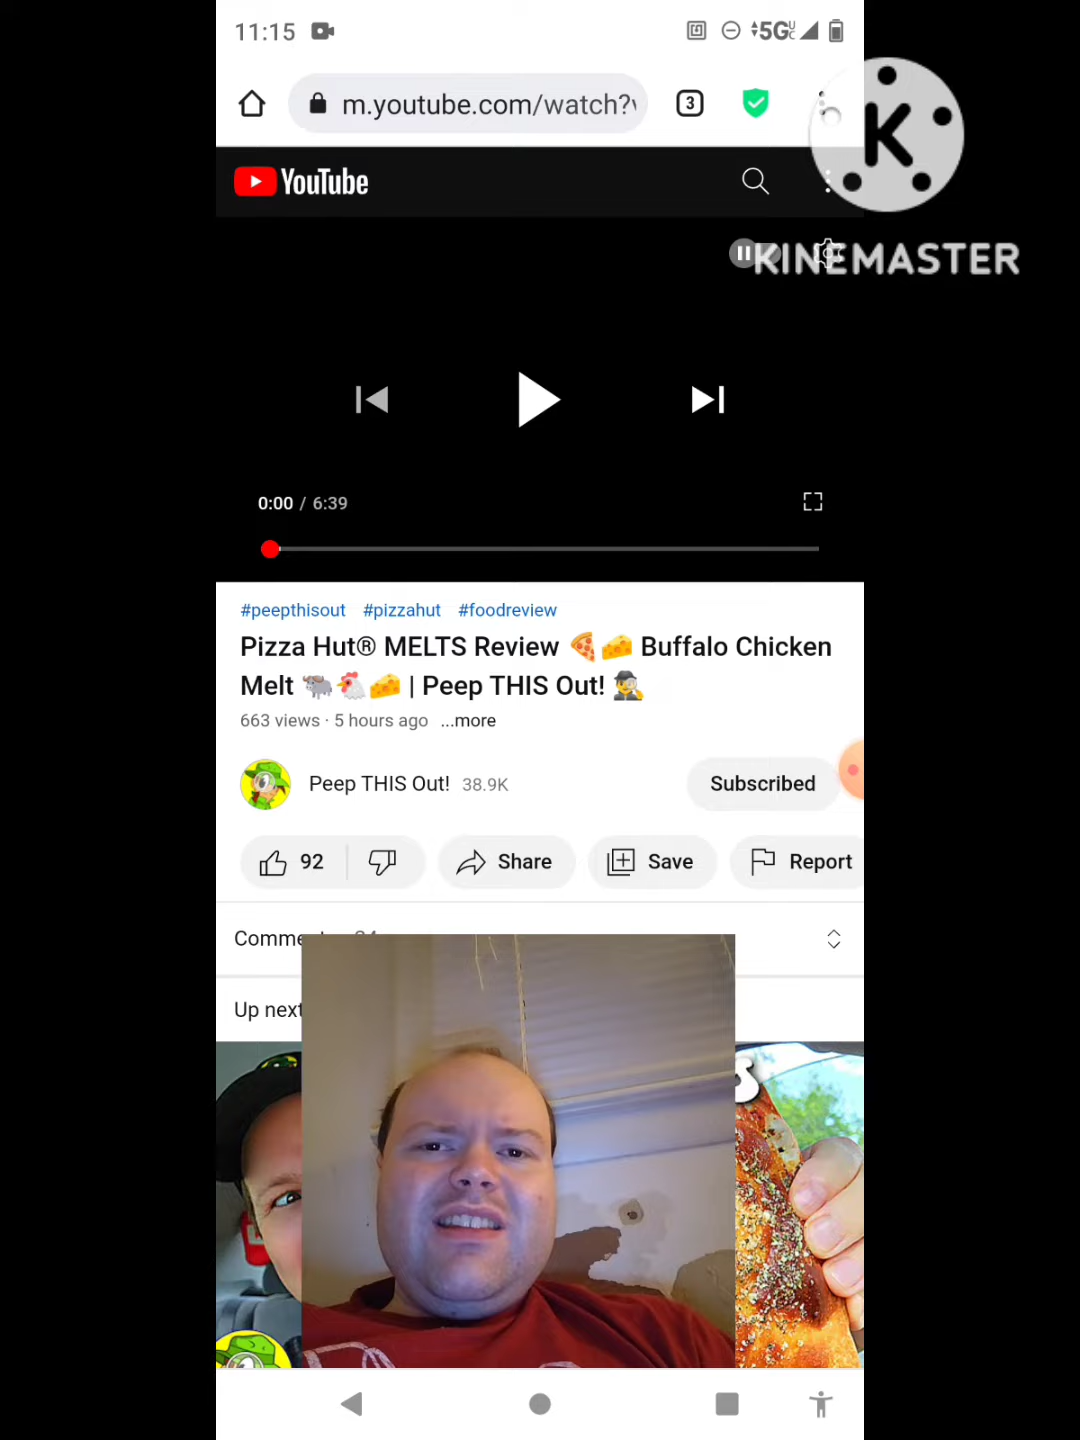 11:15 5G UC
m.youtube.com/watch?v
3
K
YouTube
KINEMASTER
0:00 / 6:39
#peepthisout #pizzahut #foodreview
Pizza Hut® MELTS Review 🍕🧀 Buffalo Chicken
Melt 🐃🐔🧀 | Peep THIS Out! 🕵️
663 views · 5 hours ago ...more
Peep THIS Out! 38.9K
Subscribed
92
Share
Save
Report
Comme
Up next